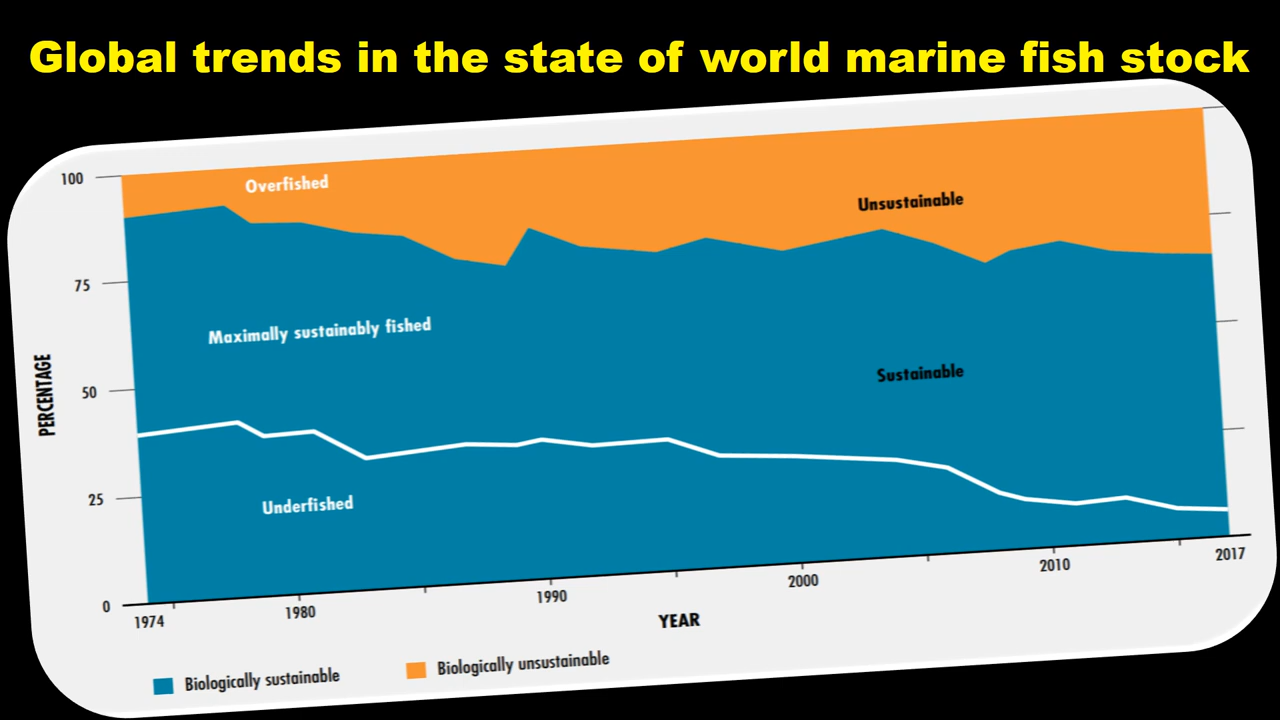 Global trends in the state of world marine fish stock
100
Overfished
Unsustainable
75
Maximally sustainably fished
PERCENTAGE
50
Sustainable
25
Underfished
0
1974
1980
1990
2000
2010
2017
YEAR
Biologically sustainable
Biologically unsustainable